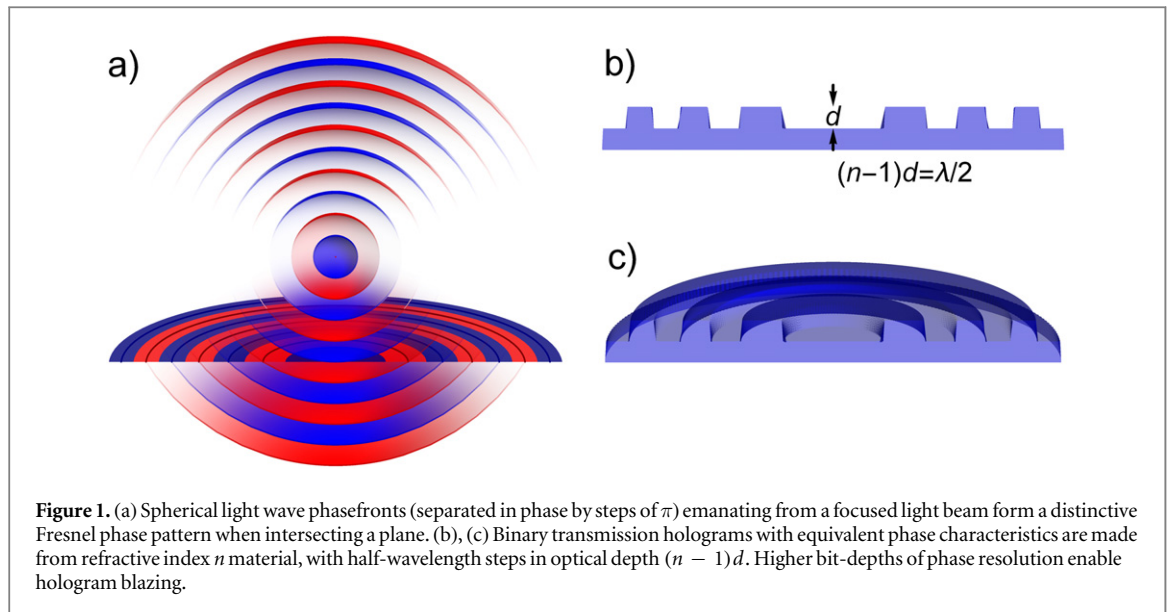 a)
b)
d
(n−1)d=λ/2
c)
Figure 1. (a) Spherical light wave phasefronts (separated in phase by steps of π) emanating from a focused light beam form a distinctive
Fresnel phase pattern when intersecting a plane. (b), (c) Binary transmission holograms with equivalent phase characteristics are made
from refractive index n material, with half-wavelength steps in optical depth (n − 1)d. Higher bit-depths of phase resolution enable
hologram blazing.